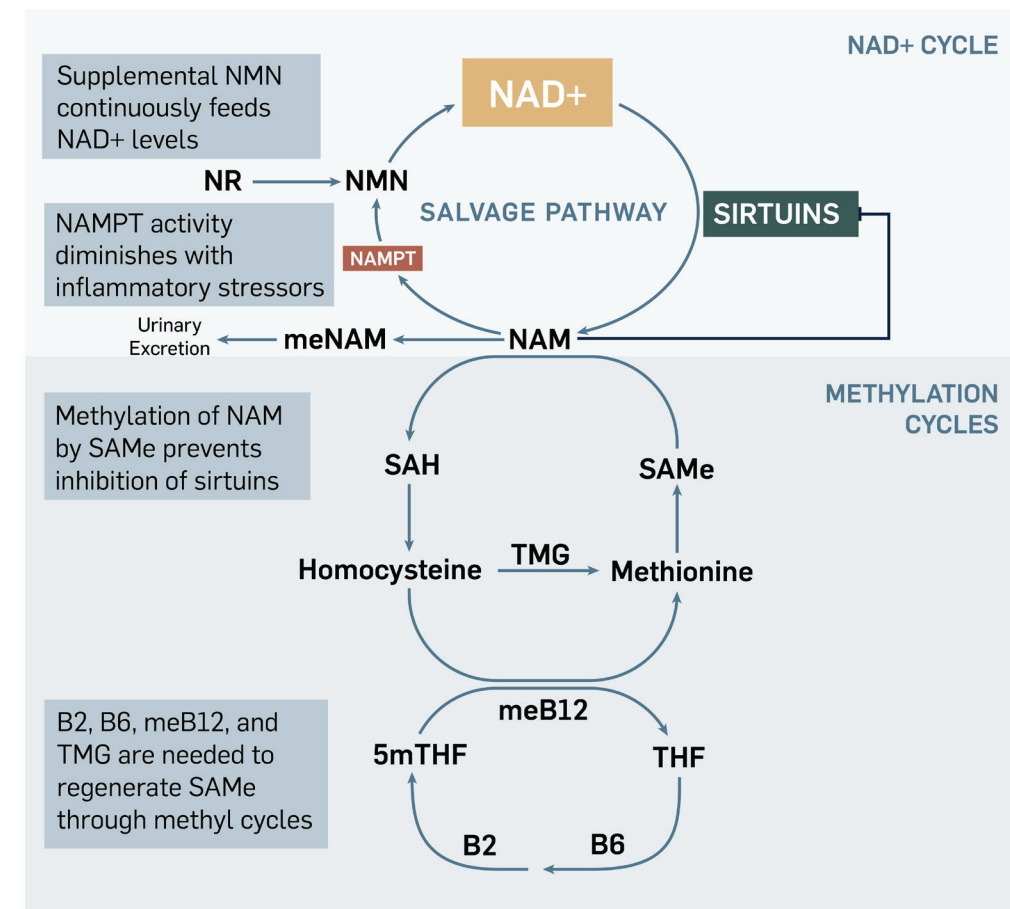 NAD+ CYCLE
Supplemental NMN
continuously feeds
NAD+ levels
NAD+
NR
NMN
SALVAGE PATHWAY
SIRTUINS
NAMPT activity
diminishes with
inflammatory stressors
NAMPT
Urinary
Excretion
meNAM
NAM
METHYLATION
CYCLES
Methylation of NAM
by SAMe prevents
inhibition of sirtuins
SAH
SAMe
Homocysteine
TMG
Methionine
B2, B6, meB12, and
TMG are needed to
regenerate SAMe
through methyl cycles
meB12
5mTHF
THF
B2
B6